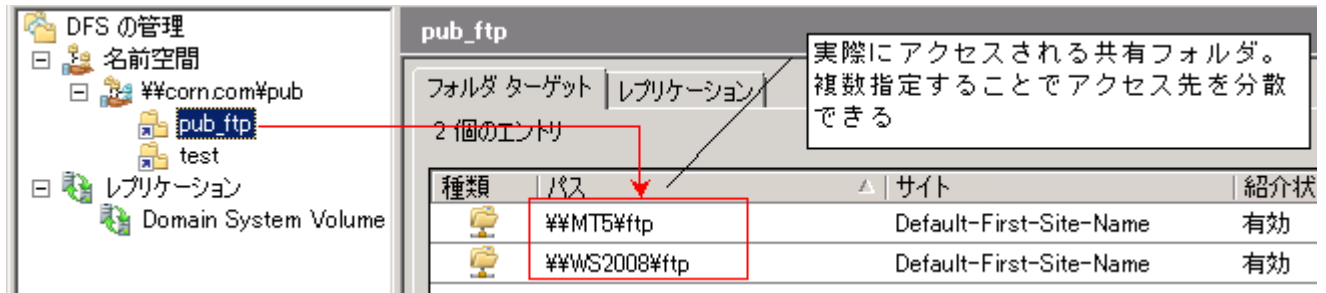 DFS の管理
名前空間
¥¥corn.com¥pub
pub_ftp
test
レプリケーション
Domain System Volume
pub_ftp
実際にアクセスされる共有フォルダ。
複数指定することでアクセス先を分散
できる
フォルダ ターゲット レプリケーション
2 個のエントリ
種類 パス サイト 紹介状
¥¥MT5¥ftp Default-First-Site-Name 有効
¥¥WS2008¥ftp Default-First-Site-Name 有効